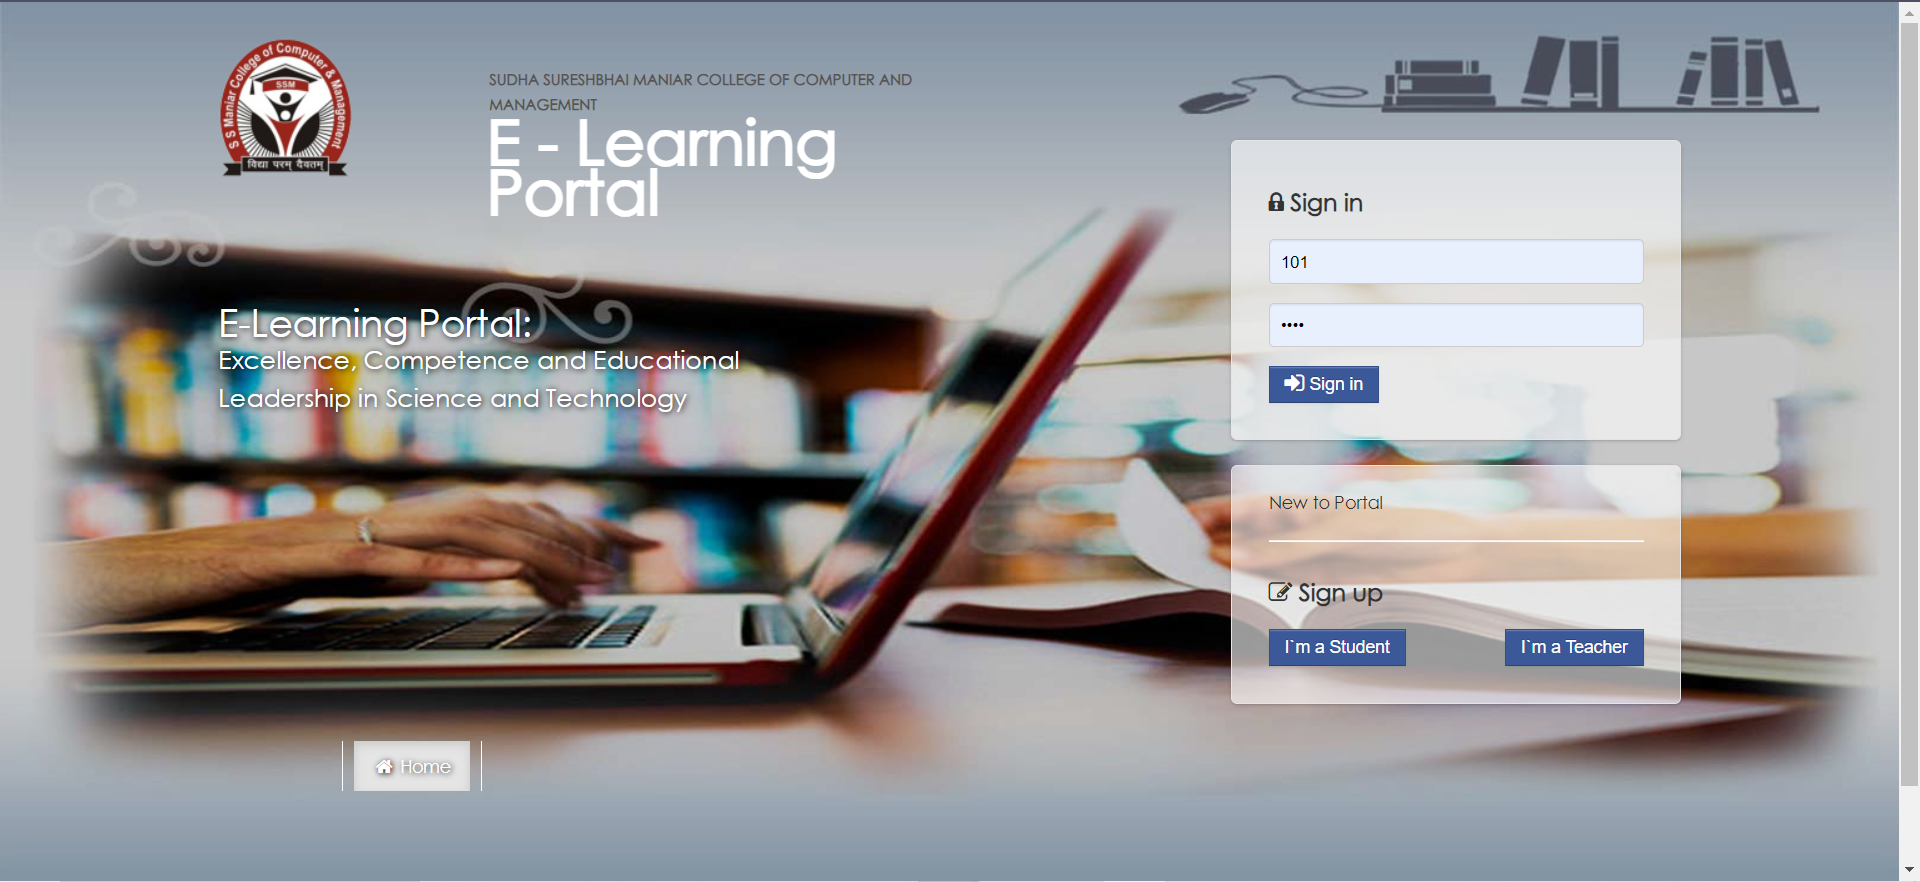 S S Maniar College of Computer & Management
SSM
विद्या परम् दैवतम्
SUDHA SURESHBHAI MANIAR COLLEGE OF COMPUTER AND
MANAGEMENT
E - Learning
Portal
E-Learning Portal:
Excellence, Competence and Educational
Leadership in Science and Technology
Home
Sign in
101
••••
Sign in
New to Portal
Sign up
I`m a Student
I`m a Teacher